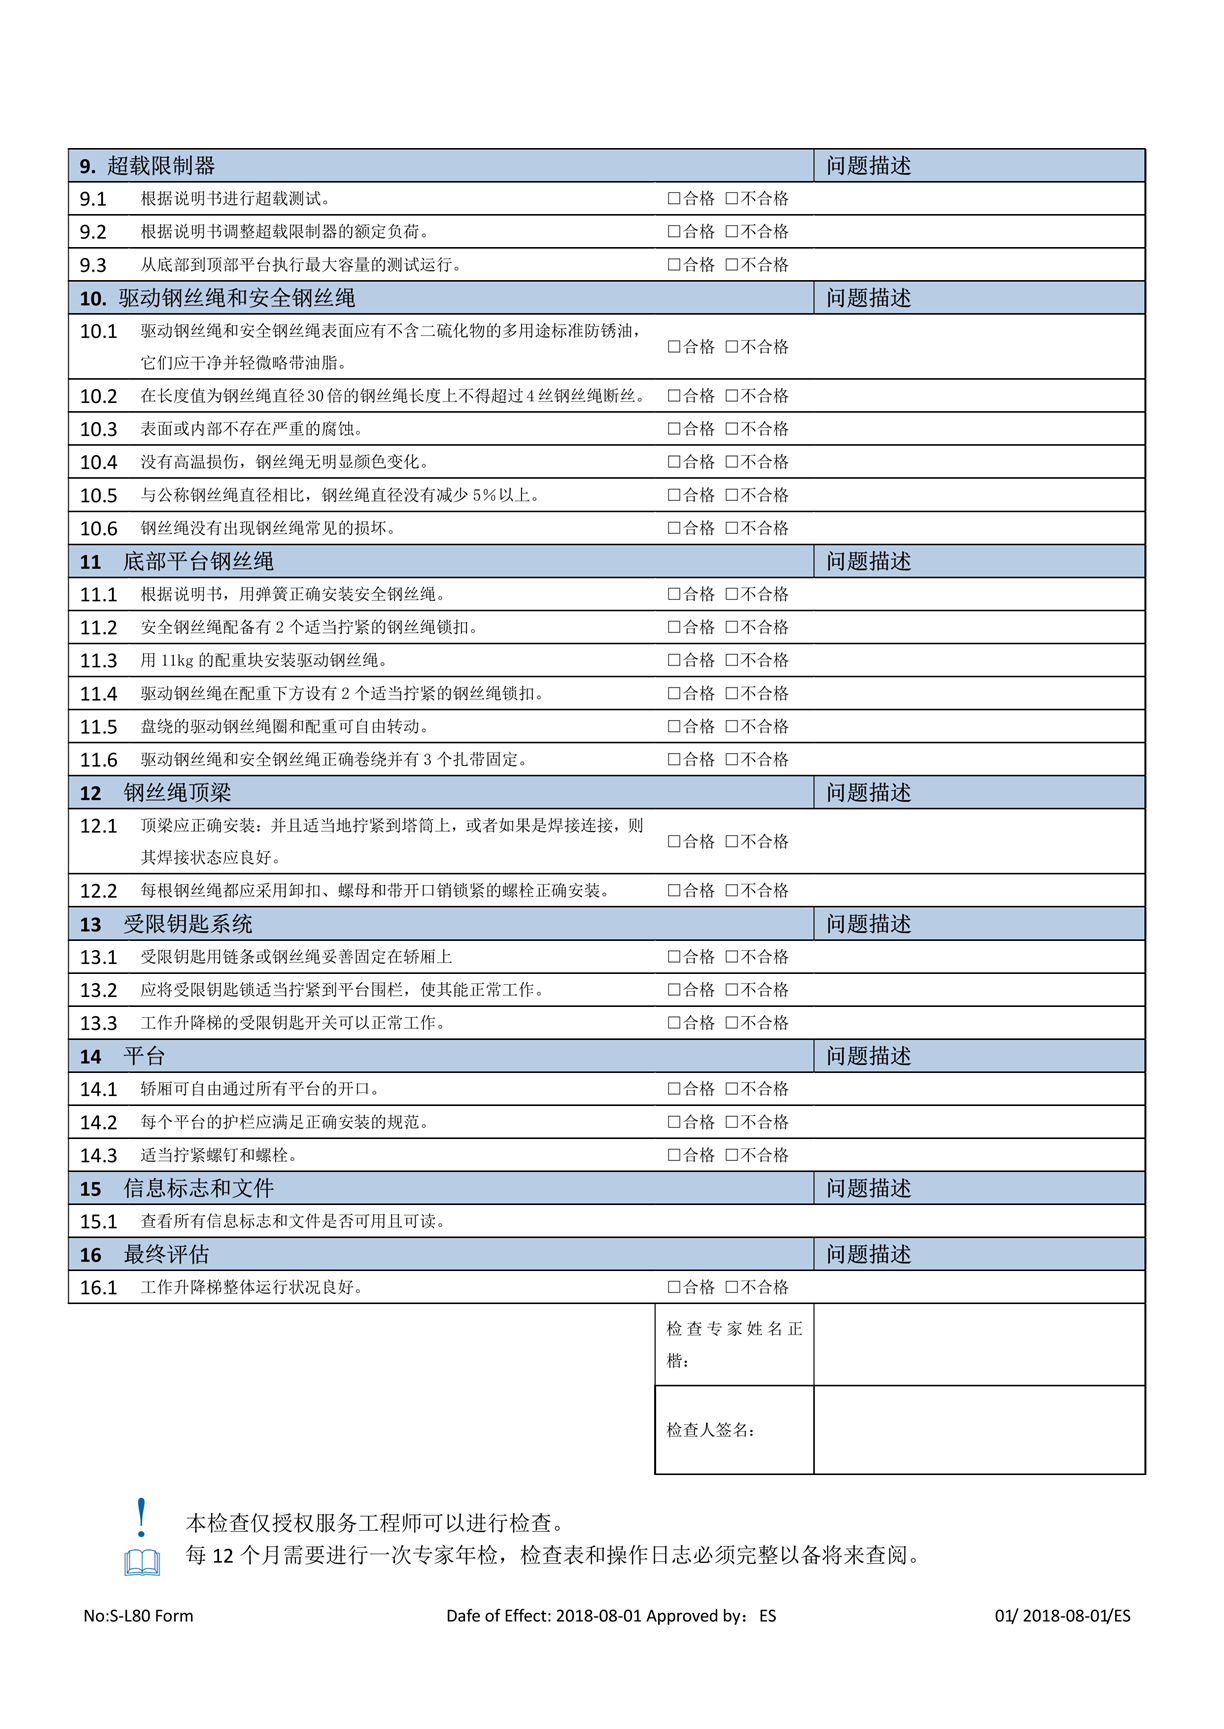 9. 超载限制器 问题描述
9.1 根据说明书进行超载测试。 □合格 □不合格
9.2 根据说明书调整超载限制器的额定负荷。 □合格 □不合格
9.3 从底部到顶部平台执行最大容量的测试运行。 □合格 □不合格
10. 驱动钢丝绳和安全钢丝绳 问题描述
10.1 驱动钢丝绳和安全钢丝绳表面应有不含二硫化物的多用途标准防锈油，
它们应干净并轻微略带油脂。 □合格 □不合格
10.2 在长度值为钢丝绳直径30倍的钢丝绳长度上不得超过4丝钢丝绳断丝。 □合格 □不合格
10.3 表面或内部不存在严重的腐蚀。 □合格 □不合格
10.4 没有高温损伤，钢丝绳无明显颜色变化。 □合格 □不合格
10.5 与公称钢丝绳直径相比，钢丝绳直径没有减少5%以上。 □合格 □不合格
10.6 钢丝绳没有出现钢丝绳常见的损坏。 □合格 □不合格
11 底部平台钢丝绳 问题描述
11.1 根据说明书，用弹簧正确安装安全钢丝绳。 □合格 □不合格
11.2 安全钢丝绳配备有2个适当拧紧的钢丝绳锁扣。 □合格 □不合格
11.3 用11kg的配重块安装驱动钢丝绳。 □合格 □不合格
11.4 驱动钢丝绳在配重下方设有2个适当拧紧的钢丝绳锁扣。 □合格 □不合格
11.5 盘绕的驱动钢丝绳圈和配重可自由转动。 □合格 □不合格
11.6 驱动钢丝绳和安全钢丝绳正确卷绕并有3个扎带固定。 □合格 □不合格
12 钢丝绳顶梁 问题描述
12.1 顶梁应正确安装：并且适当地拧紧到塔筒上，或者如果是焊接连接，则
其焊接状态应良好。 □合格 □不合格
12.2 每根钢丝绳都应采用卸扣、螺母和带开口销锁紧的螺栓正确安装。 □合格 □不合格
13 受限钥匙系统 问题描述
13.1 受限钥匙用链条或钢丝绳妥善固定在轿厢上 □合格 □不合格
13.2 应将受限钥匙锁适当拧紧到平台围栏，使其能正常工作。 □合格 □不合格
13.3 工作升降梯的受限钥匙开关可以正常工作。 □合格 □不合格
14 平台 问题描述
14.1 轿厢可自由通过所有平台的开口。 □合格 □不合格
14.2 每个平台的护栏应满足正确安装的规范。 □合格 □不合格
14.3 适当拧紧螺钉和螺栓。 □合格 □不合格
15 信息标志和文件 问题描述
15.1 查看所有信息标志和文件是否可用且可读。
16 最终评估 问题描述
16.1 工作升降梯整体运行状况良好。 □合格 □不合格
检查专家姓名正
楷：
检查人签名：
本检查仅授权服务工程师可以进行检查。
每12个月需要进行一次专家年检，检查表和操作日志必须完整以备将来查阅。
No:S-L80 Form Dafe of Effect: 2018-08-01 Approved by：ES 01/ 2018-08-01/ES